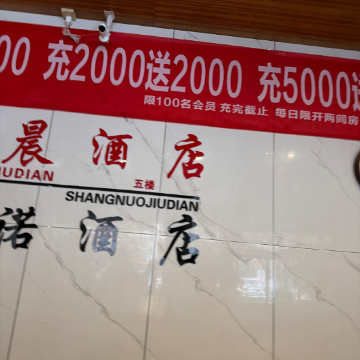 00 充2000送2000 充5000送
限100名会员 充完截止 每日限开两间房
晨酒店
JIUDIAN
五楼
SHANGNUOJIUDIAN
诺酒店